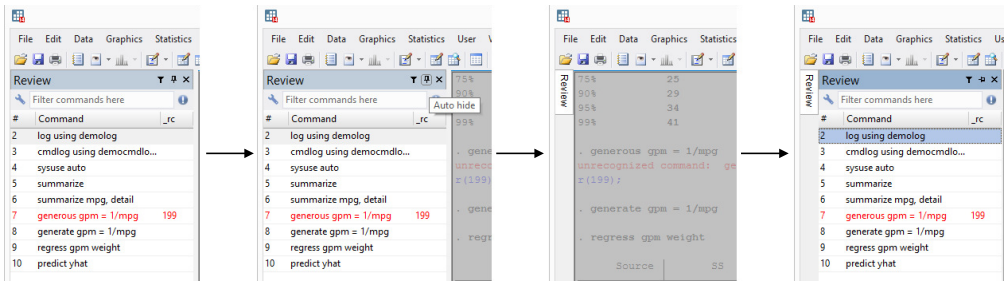 File Edit Data Graphics Statistics
Review
Filter commands here
# Command _rc
2 log using demolog
3 cmdlog using democmdlo...
4 sysuse auto
5 summarize
6 summarize mpg, detail
7 generous gpm = 1/mpg 199
8 generate gpm = 1/mpg
9 regress gpm weight
10 predict yhat
File Edit Data Graphics Statistics User
Review
Filter commands here
Auto hide
# Command _rc
2 log using demolog
3 cmdlog using democmdlo...
4 sysuse auto
5 summarize
6 summarize mpg, detail
7 generous gpm = 1/mpg 199
8 generate gpm = 1/mpg
9 regress gpm weight
10 predict yhat
75%
90%
99%
. gene
unrec
r(199)
. gene
. regr
File Edit Data Graphics Statistics
Review
75% 25
90% 29
95% 34
99% 41
. generous gpm = 1/mpg
unrecognized command: ge
r(199);
. generate gpm = 1/mpg
. regress gpm weight
Source SS
File Edit Data Graphics Statistics Us
Review
Review
Filter commands here
# Command _rc
2 log using demolog
3 cmdlog using democmdlo...
4 sysuse auto
5 summarize
6 summarize mpg, detail
7 generous gpm = 1/mpg 199
8 generate gpm = 1/mpg
9 regress gpm weight
10 predict yhat